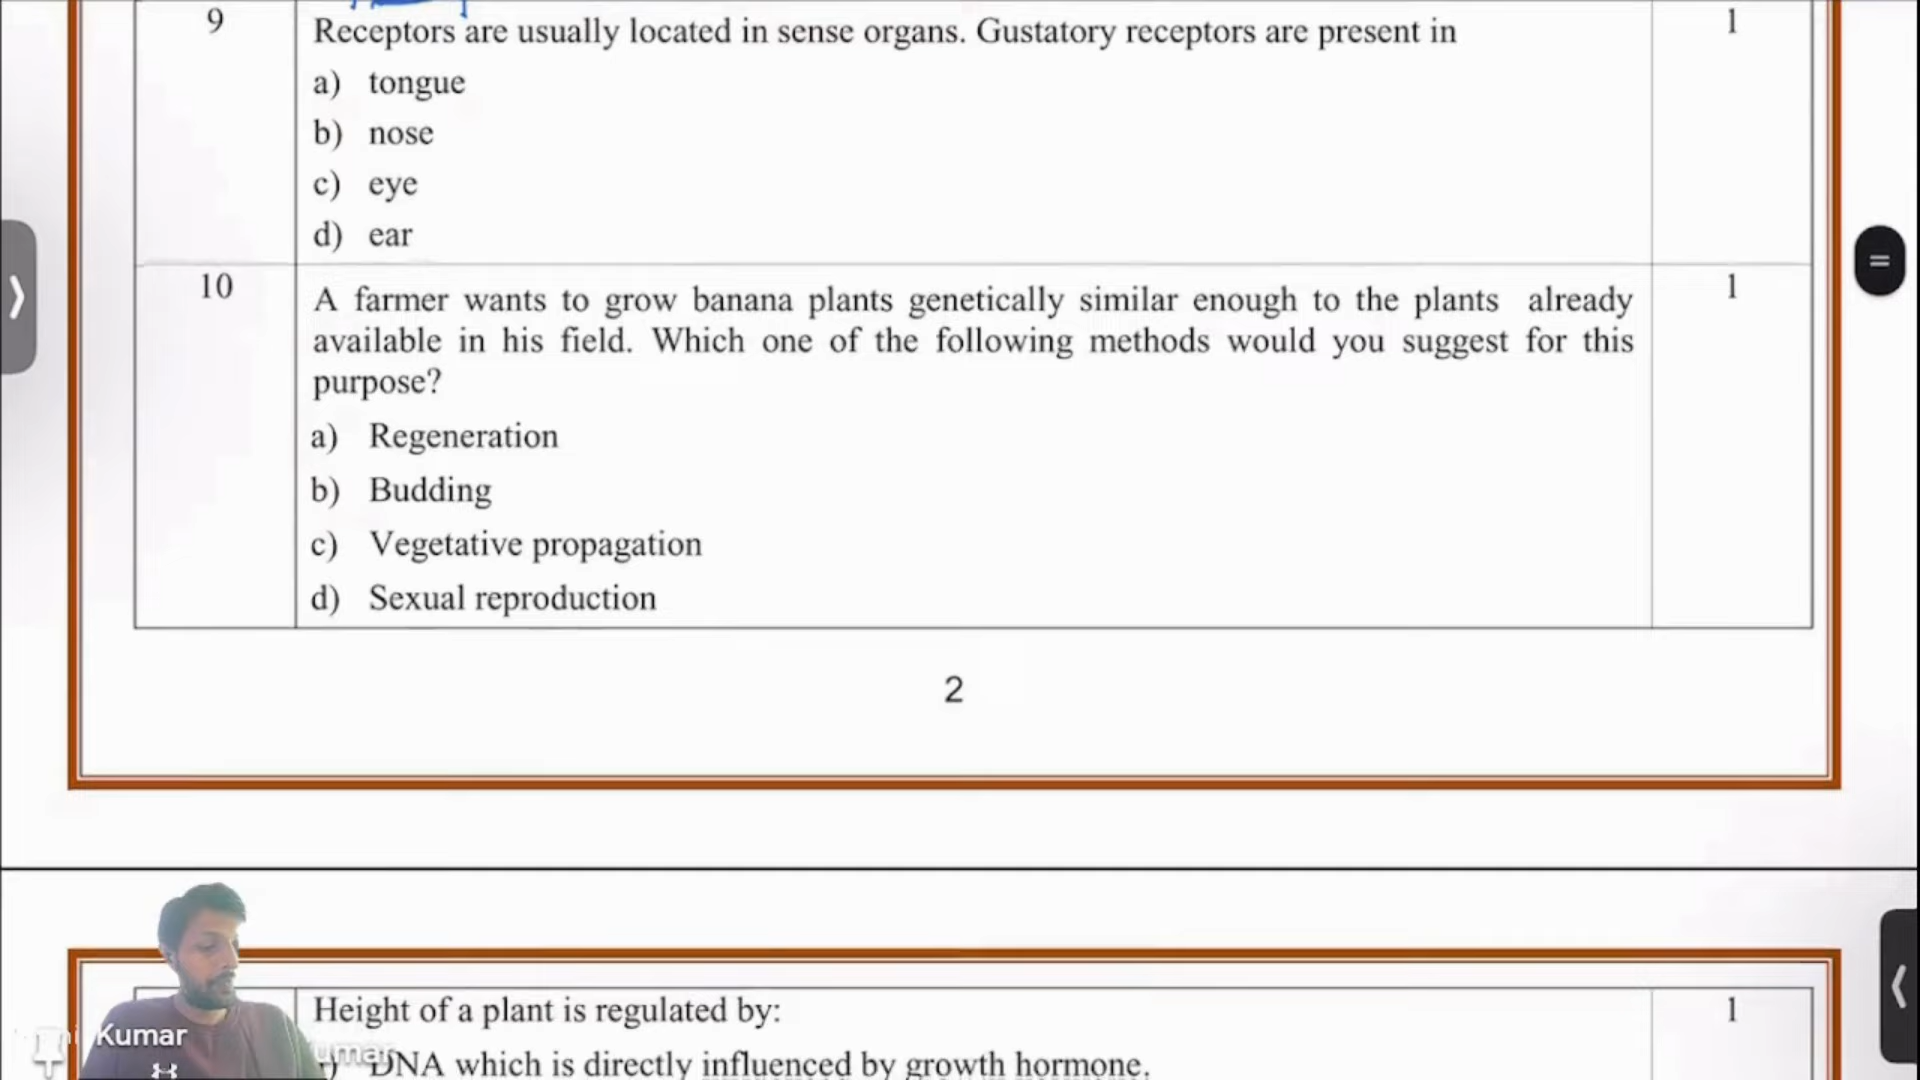 9 Receptors are usually located in sense organs. Gustatory receptors are present in 1
a) tongue
b) nose
c) eye
d) ear
10 A farmer wants to grow banana plants genetically similar enough to the plants already 1
available in his field. Which one of the following methods would you suggest for this
purpose?
a) Regeneration
b) Budding
c) Vegetative propagation
d) Sexual reproduction
2
Height of a plant is regulated by: 1
Kumar
DNA which is directly influenced by growth hormone.